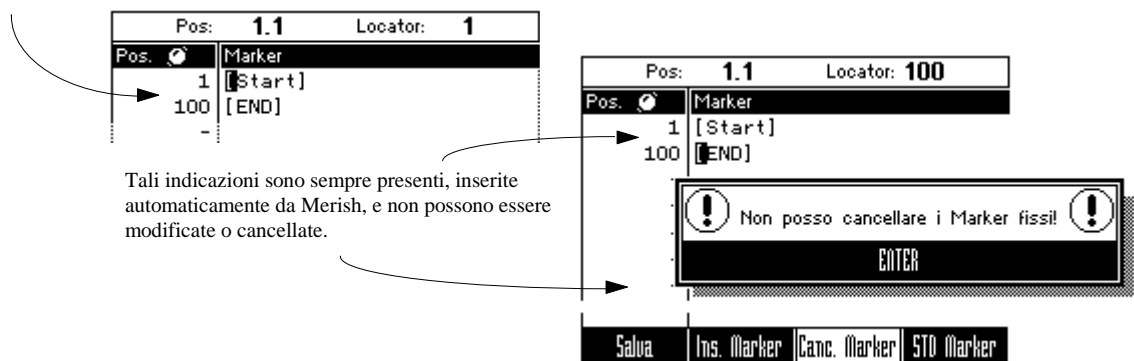 Pos: 1.1 Locator: 1
Pos. Marker
1 [Start]
100 [END]
-
Tali indicazioni sono sempre presenti, inserite
automaticamente da Merish, e non possono essere
modificate o cancellate.
Pos: 1.1 Locator: 100
Pos. Marker
1 [Start]
100 [END]
Non posso cancellare i Marker fissi!
ENTER
Salva Ins. Marker Canc. Marker STD Marker